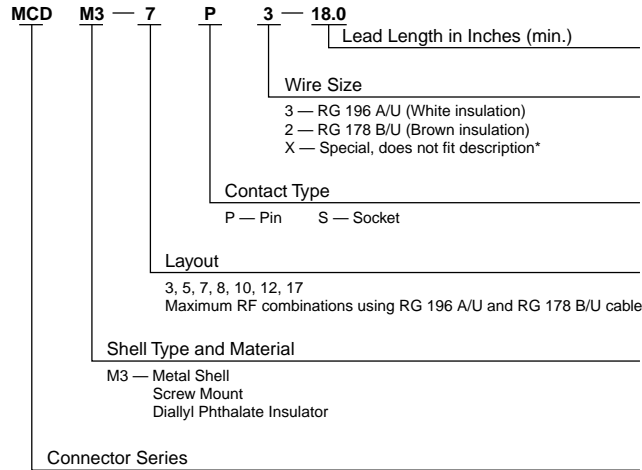 MCD M3 — 7 P 3 — 18.0
Lead Length in Inches (min.)
Wire Size
3 — RG 196 A/U (White insulation)
2 — RG 178 B/U (Brown insulation)
X — Special, does not fit description*
Contact Type
P — Pin S — Socket
Layout
3, 5, 7, 8, 10, 12, 17
Maximum RF combinations using RG 196 A/U and RG 178 B/U cable
Shell Type and Material
M3 — Metal Shell
Screw Mount
Diallyl Phthalate Insulator
Connector Series